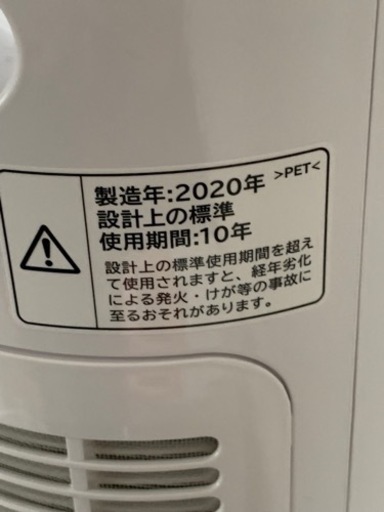 製造年:2020年 >PET<
設計上の標準
使用期間:10年
設計上の標準使用期間を超え
て使用されますと、経年劣化
による発火・けが等の事故に
至るおそれがあります。